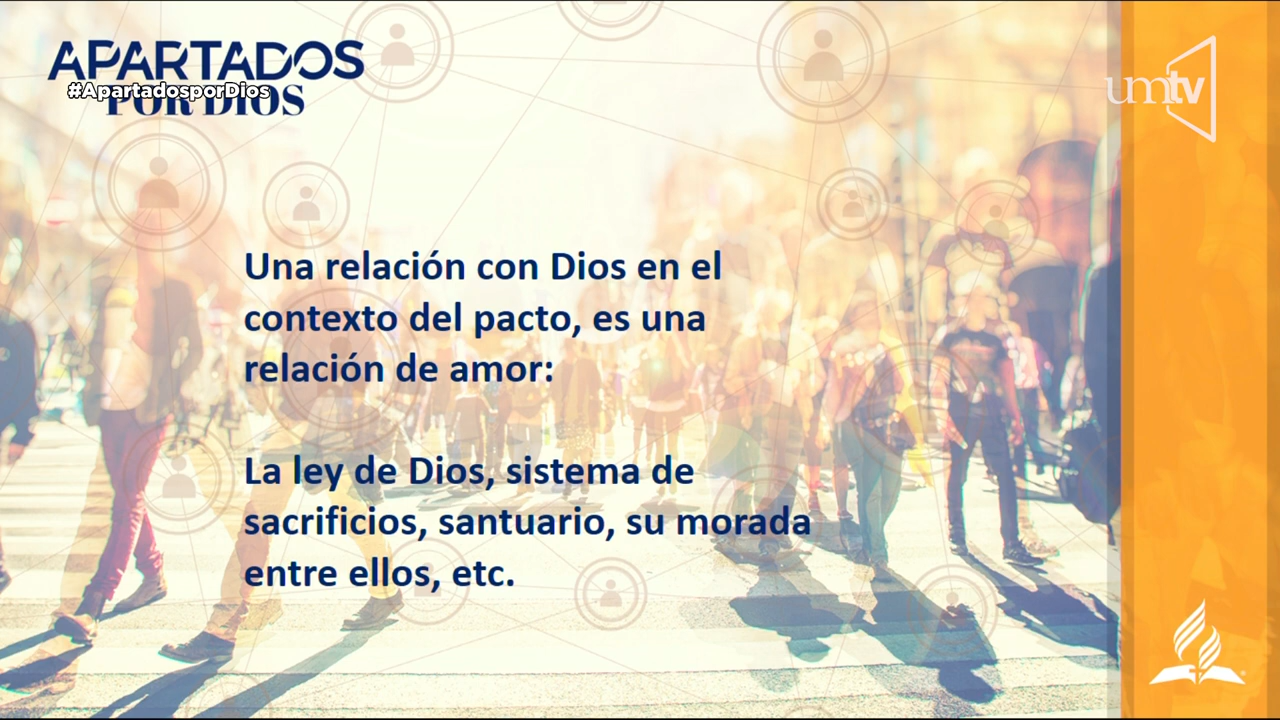 APARTADOS
POR DIOS
#ApartadosporDios
umtv
Una relación con Dios en el
contexto del pacto, es una
relación de amor:
La ley de Dios, sistema de
sacrificios, santuario, su morada
entre ellos, etc.